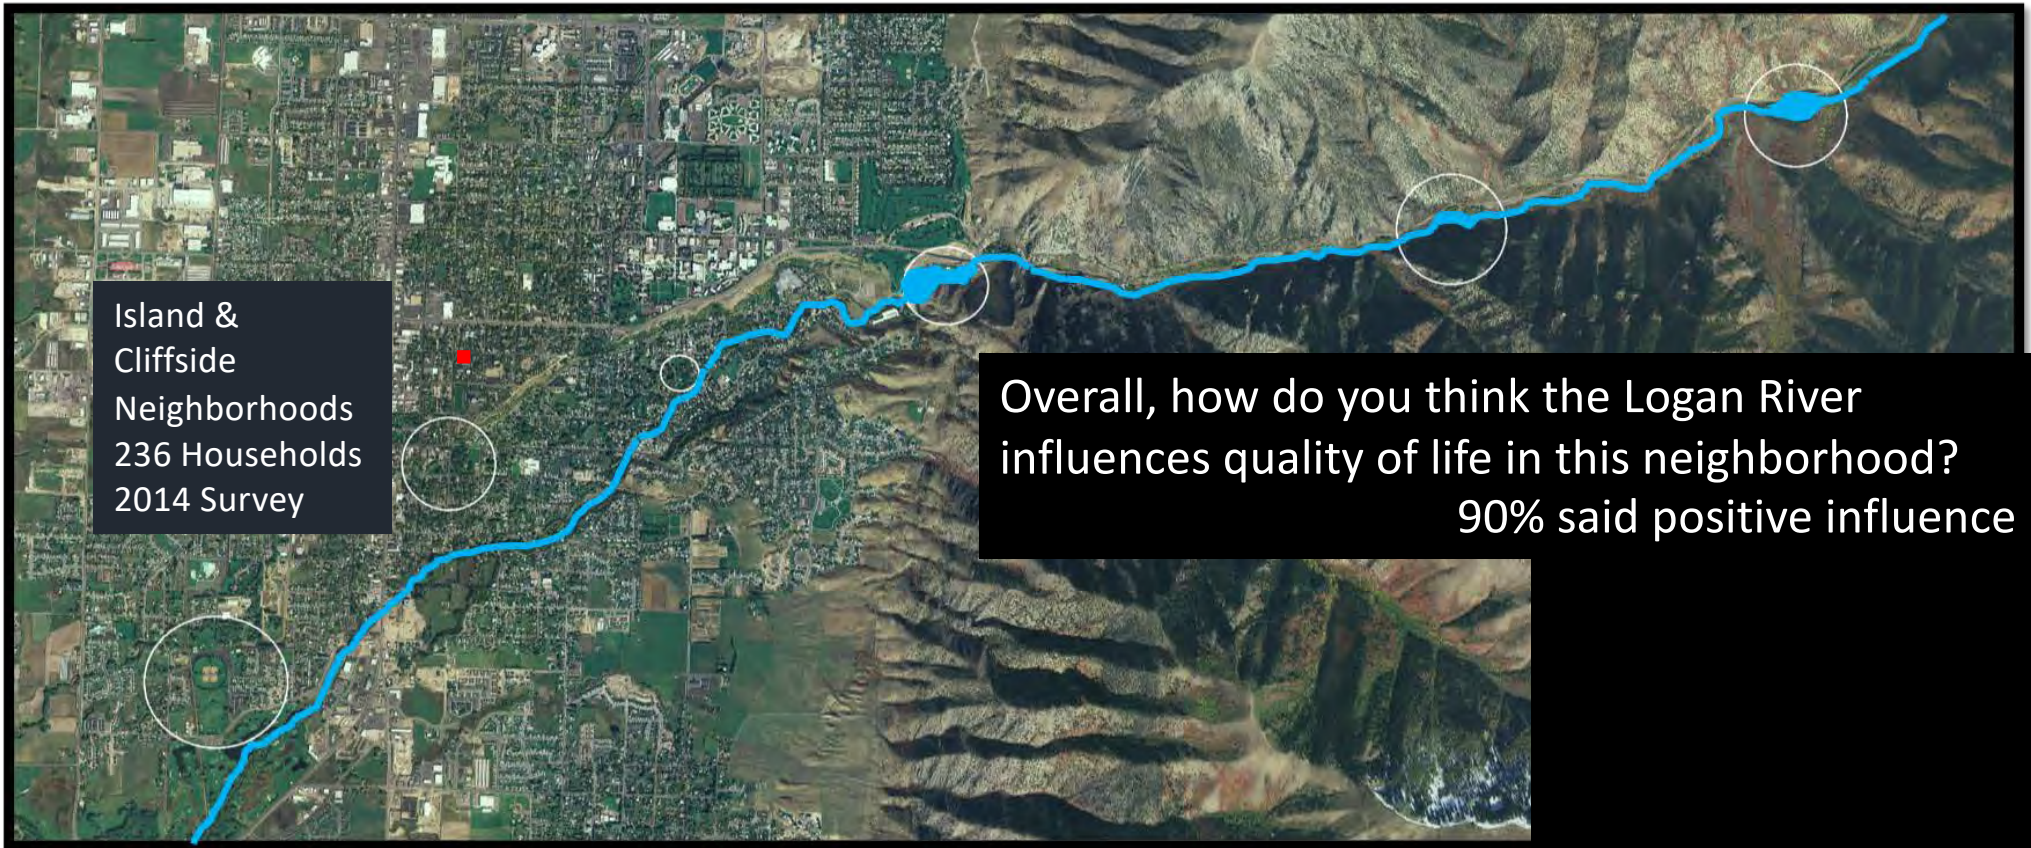 Island &
Cliffside
Neighborhoods
236 Households
2014 Survey
Overall, how do you think the Logan River
influences quality of life in this neighborhood?
90% said positive influence